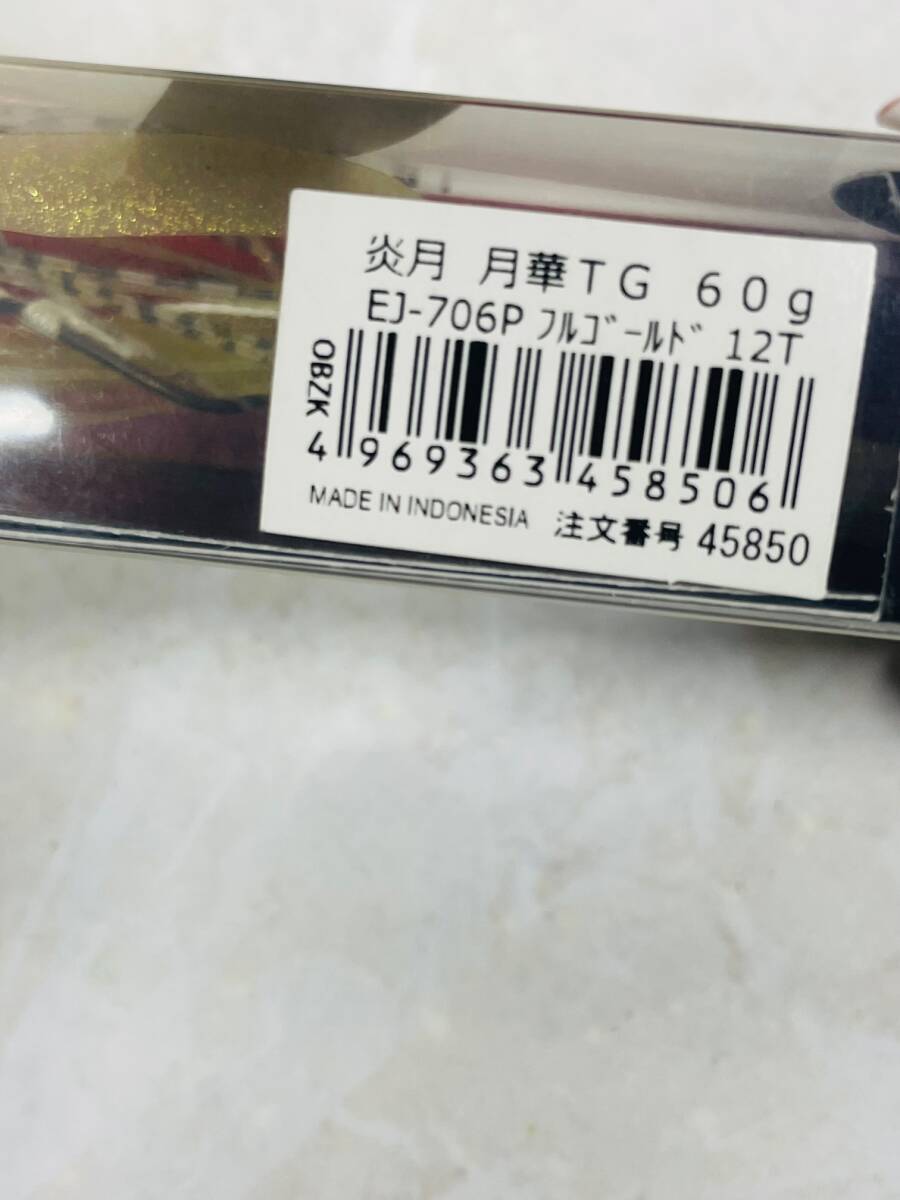 炎月 月華TG 60g
EJ-706P ﾌﾙｺﾞｰﾙﾄﾞ 12T
OBZK
4 969363 458506
MADE IN INDONESIA 注文番号 45850